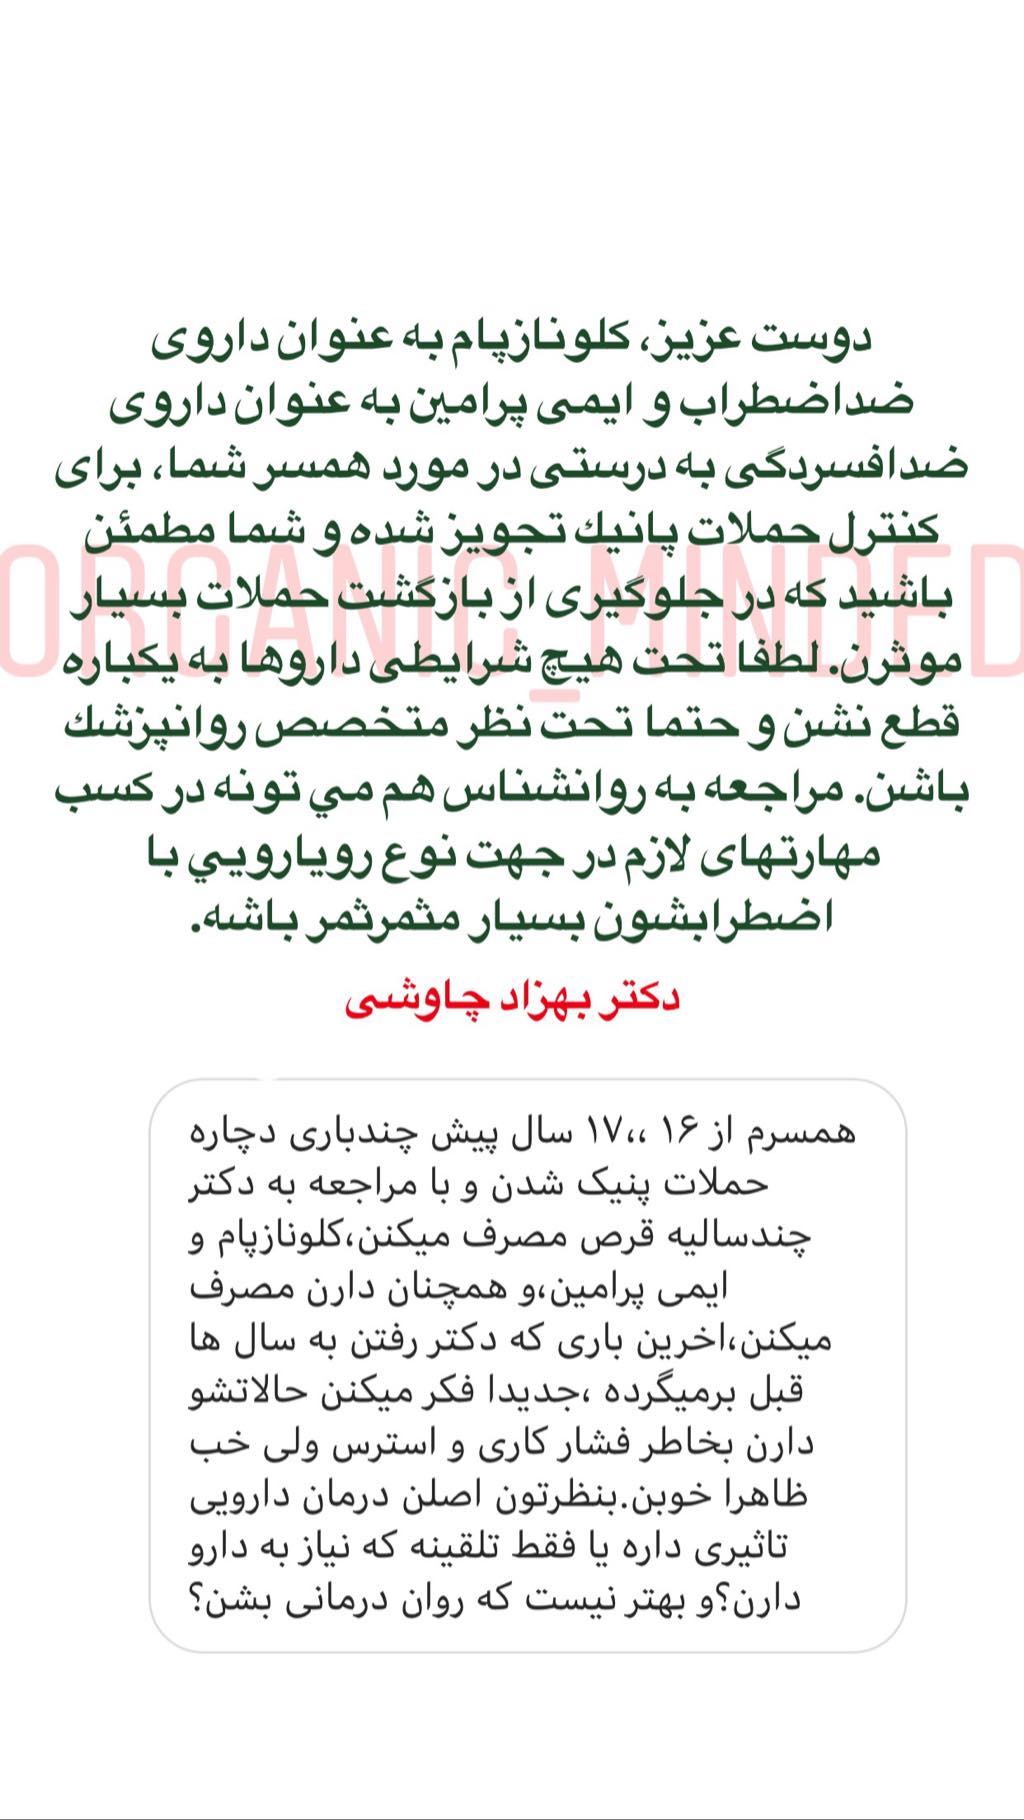 دوست عزیز، کلونازپام به عنوان داروی
ضداضطراب و ایمی پرامین به عنوان داروی
ضدافسردگی به درستی در مورد همسر شما، برای
کنترل حملات پانيك تجویز شده و شما مطمئن
باشید که در جلوگیری از بازگشت حملات بسیار
موثرن. لطفا تحت هیچ شرایطی داروها به یکباره
قطع نشن و حتما تحت نظر متخصص روانپزشك
باشن. مراجعه به روانشناس هم مي تونه در کسب
مهارتهای لازم در جهت نوع رویارويي با
اضطرابشون بسیار مثمرثمر باشه.
ORGANIC_MINDED
دکتر بهزاد چاوشی
همسرم از ۱۶ ،،۱۷ سال پیش چندباری دچاره
حملات پنیک شدن و با مراجعه به دکتر
چندسالیه قرص مصرف میکنن،کلونازپام و
ایمی پرامین،و همچنان دارن مصرف
میکنن،اخرین باری که دکتر رفتن به سال ها
قبل برمیگرده ،جدیدا فکر میکنن حالاتشو
دارن بخاطر فشار کاری و استرس ولی خب
ظاهرا خوبن.بنظرتون اصلن درمان دارویی
تاثیری داره یا فقط تلقینه که نیاز به دارو
دارن؟و بهتر نیست که روان درمانی بشن؟